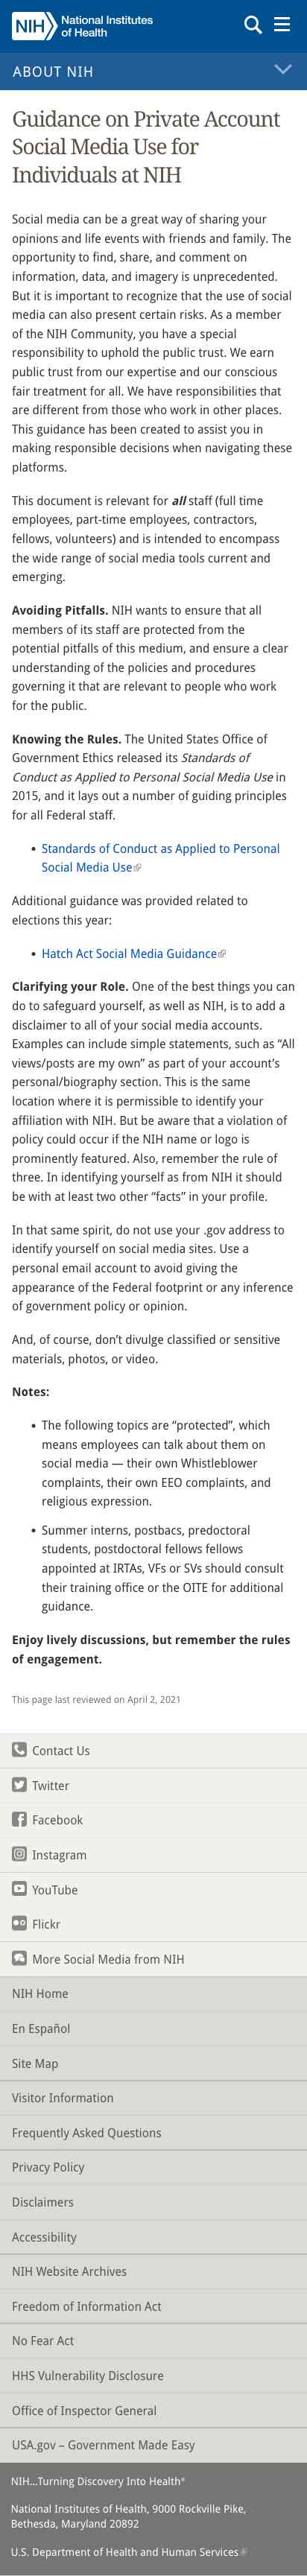 NIH National Institutes
of Health
ABOUT NIH
Guidance on Private Account
Social Media Use for
Individuals at NIH
Social media can be a great way of sharing your
opinions and life events with friends and family. The
opportunity to find, share, and comment on
information, data, and imagery is unprecedented.
But it is important to recognize that the use of social
media can also present certain risks. As a member
of the NIH Community, you have a special
responsibility to uphold the public trust. We earn
public trust from our expertise and our conscious
fair treatment for all. We have responsibilities that
are different from those who work in other places.
This guidance has been created to assist you in
making responsible decisions when navigating these
platforms.
This document is relevant for all staff (full time
employees, part-time employees, contractors,
fellows, volunteers) and is intended to encompass
the wide range of social media tools current and
emerging.
Avoiding Pitfalls. NIH wants to ensure that all
members of its staff are protected from the
potential pitfalls of this medium, and ensure a clear
understanding of the policies and procedures
governing it that are relevant to people who work
for the public.
Knowing the Rules. The United States Office of
Government Ethics released its Standards of
Conduct as Applied to Personal Social Media Use in
2015, and it lays out a number of guiding principles
for all Federal staff.
• Standards of Conduct as Applied to Personal
Social Media Use
Additional guidance was provided related to
elections this year:
• Hatch Act Social Media Guidance
Clarifying your Role. One of the best things you can
do to safeguard yourself, as well as NIH, is to add a
disclaimer to all of your social media accounts.
Examples can include simple statements, such as “All
views/posts are my own” as part of your account’s
personal/biography section. This is the same
location where it is permissible to identify your
affiliation with NIH. But be aware that a violation of
policy could occur if the NIH name or logo is
prominently featured. Also, remember the rule of
three. In identifying yourself as from NIH it should
be with at least two other “facts” in your profile.
In that same spirit, do not use your .gov address to
identify yourself on social media sites. Use a
personal email account to avoid giving the
appearance of the Federal footprint or any inference
of government policy or opinion.
And, of course, don’t divulge classified or sensitive
materials, photos, or video.
Notes:
• The following topics are “protected”, which
means employees can talk about them on
social media — their own Whistleblower
complaints, their own EEO complaints, and
religious expression.
• Summer interns, postbacs, predoctoral
students, postdoctoral fellows fellows
appointed at IRTAs, VFs or SVs should consult
their training office or the OITE for additional
guidance.
Enjoy lively discussions, but remember the rules
of engagement.
This page last reviewed on April 2, 2021
Contact Us
Twitter
Facebook
Instagram
YouTube
Flickr
More Social Media from NIH
NIH Home
En Español
Site Map
Visitor Information
Frequently Asked Questions
Privacy Policy
Disclaimers
Accessibility
NIH Website Archives
Freedom of Information Act
No Fear Act
HHS Vulnerability Disclosure
Office of Inspector General
USA.gov – Government Made Easy
NIH...Turning Discovery Into Health®
National Institutes of Health, 9000 Rockville Pike,
Bethesda, Maryland 20892
U.S. Department of Health and Human Services